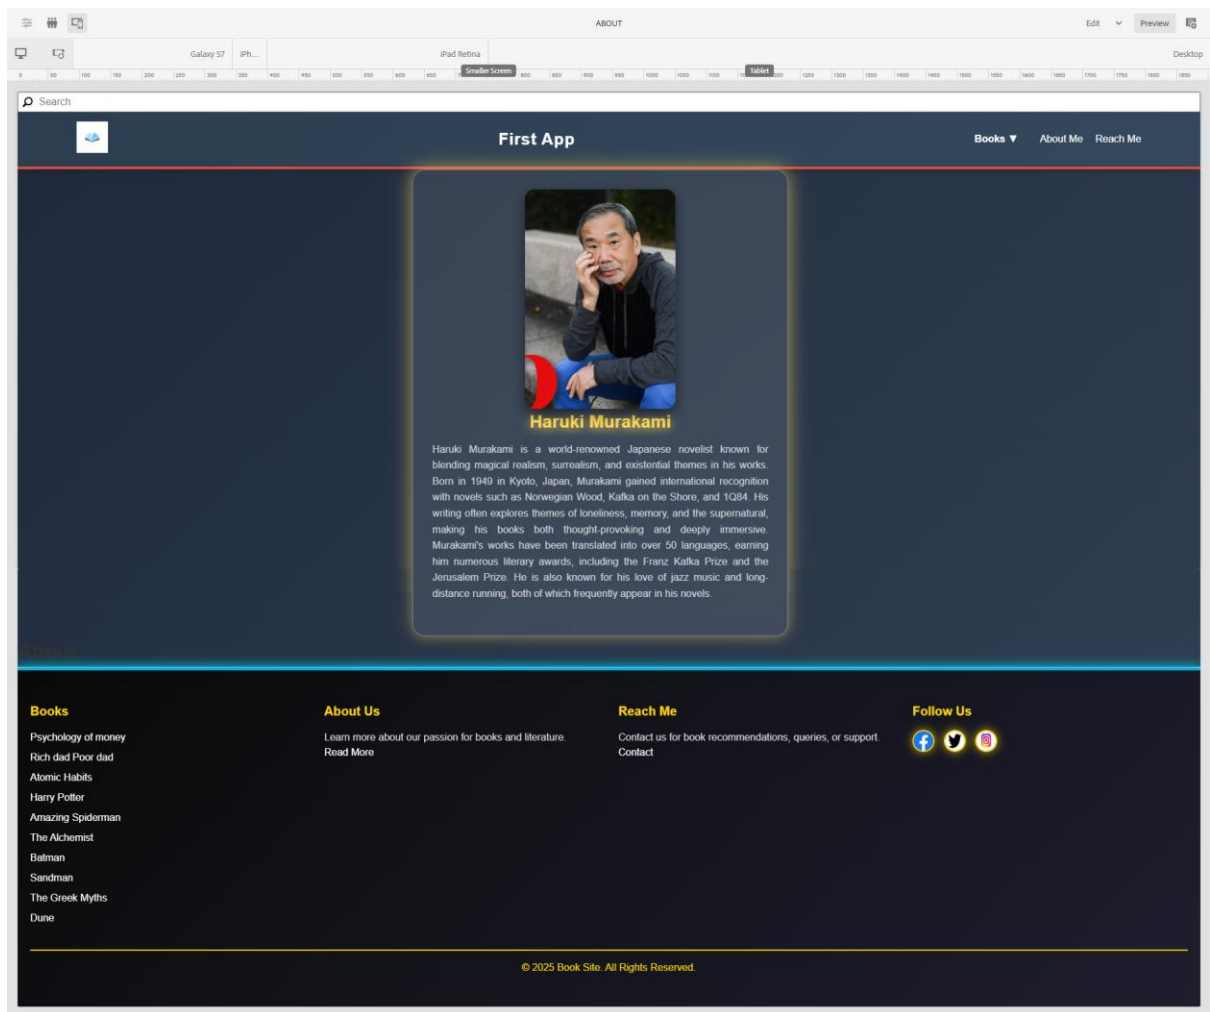 ABOUT
Edit
Preview
Galaxy S7
iPh...
iPad Retina
Desktop
Smaller Screen
Tablet
Search
First App
Books ▼ About Me Reach Me
Haruki Murakami
Haruki Murakami is a world-renowned Japanese novelist known for
blending magical realism, surrealism, and existential themes in his works.
Born in 1949 in Kyoto, Japan, Murakami gained international recognition
with novels such as Norwegian Wood, Kafka on the Shore, and 1Q84. His
writing often explores themes of loneliness, memory, and the supernatural,
making his books both thought-provoking and deeply immersive.
Murakami's works have been translated into over 50 languages, earning
him numerous literary awards, including the Franz Kafka Prize and the
Jerusalem Prize. He is also known for his love of jazz music and long-
distance running, both of which frequently appear in his novels.
Books
Psychology of money
Rich dad Poor dad
Atomic Habits
Harry Potter
Amazing Spiderman
The Alchemist
Batman
Sandman
The Greek Myths
Dune
About Us
Learn more about our passion for books and literature.
Read More
Reach Me
Contact us for book recommendations, queries, or support.
Contact
Follow Us
© 2025 Book Site. All Rights Reserved.